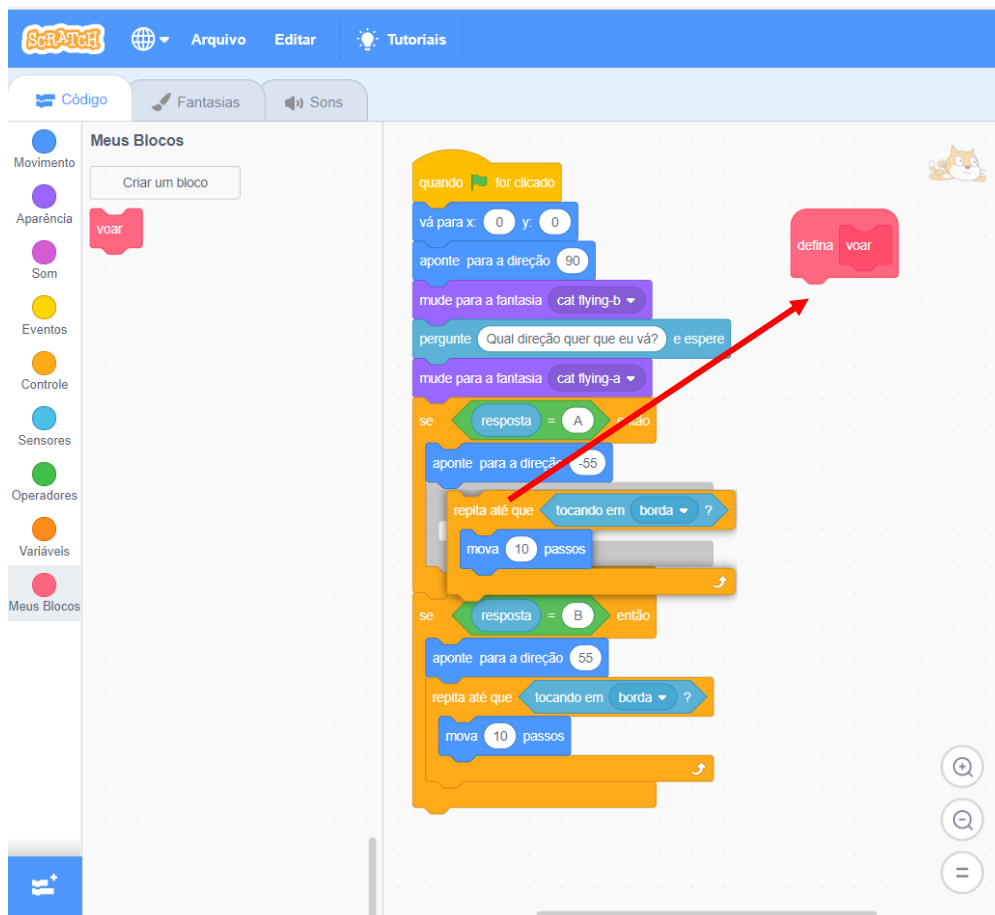 SCRATCH Arquivo Editar Tutoriais
Código Fantasias Sons
Movimento
Aparência
Som
Eventos
Controle
Sensores
Operadores
Variáveis
Meus Blocos
Meus Blocos
Criar um bloco
voar
quando for clicado
vá para x: 0 y: 0
aponte para a direção 90
mude para a fantasia cat flying-b
pergunte Qual direção quer que eu vá? e espere
mude para a fantasia cat flying-a
se resposta = A então
aponte para a direção -55
repita até que tocando em borda ?
mova 10 passos
se resposta = B então
aponte para a direção 55
repita até que tocando em borda ?
mova 10 passos
defina voar